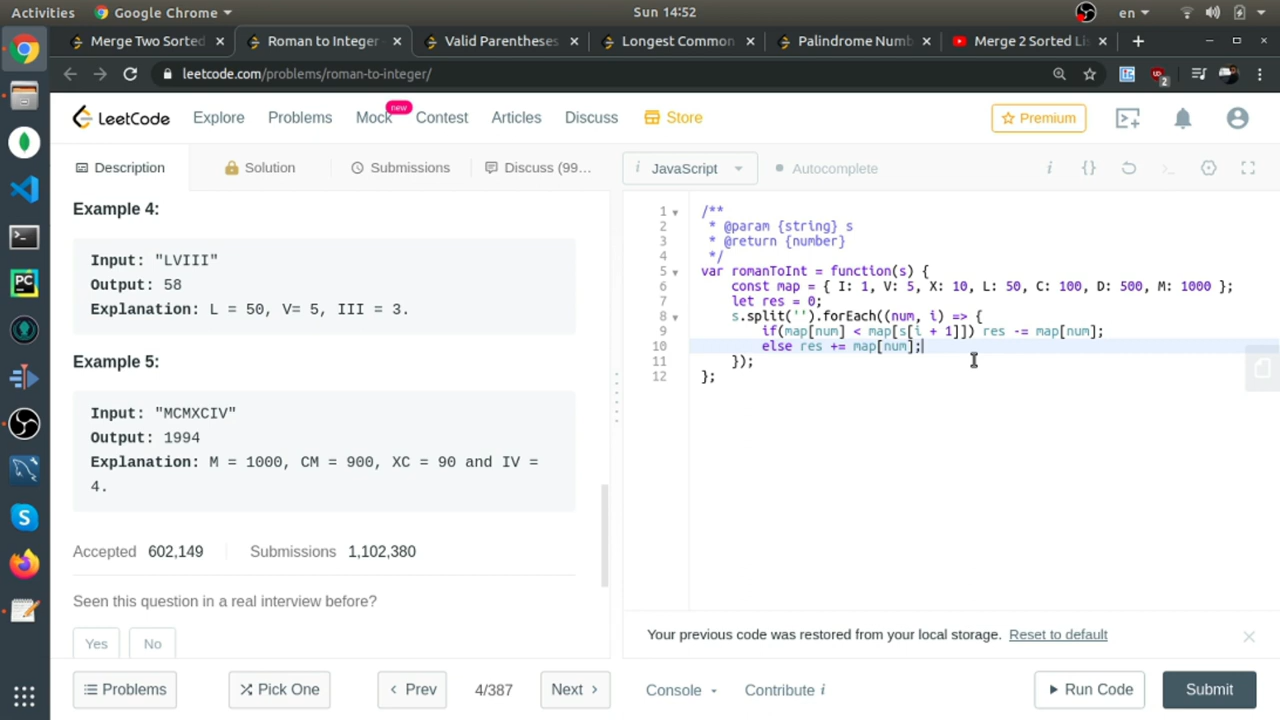 Activities Google Chrome Sun 14:52 en
Merge Two Sorted Roman to Integer - Valid Parentheses Longest Common Palindrome Numb Merge 2 Sorted Lis
leetcode.com/problems/roman-to-integer/ 2
LeetCode Explore Problems Mock new Contest Articles Discuss Store Premium
Description Solution Submissions Discuss (99... i JavaScript Autocomplete i {}
Example 4:
Input: "LVIII"
Output: 58
Explanation: L = 50, V= 5, III = 3.
Example 5:
Input: "MCMXCIV"
Output: 1994
Explanation: M = 1000, CM = 900, XC = 90 and IV =
4.
Accepted 602,149 Submissions 1,102,380
Seen this question in a real interview before?
Yes No
1 /**
2 * @param {string} s
3 * @return {number}
4 */
5 var romanToInt = function(s) {
6 const map = { I: 1, V: 5, X: 10, L: 50, C: 100, D: 500, M: 1000 };
7 let res = 0;
8 s.split('').forEach((num, i) => {
9 if(map[num] < map[s[i + 1]]) res -= map[num];
10 else res += map[num];
11 });
12 };
Your previous code was restored from your local storage. Reset to default
Problems Pick One Prev 4/387 Next Console Contribute i Run Code Submit
PC
S